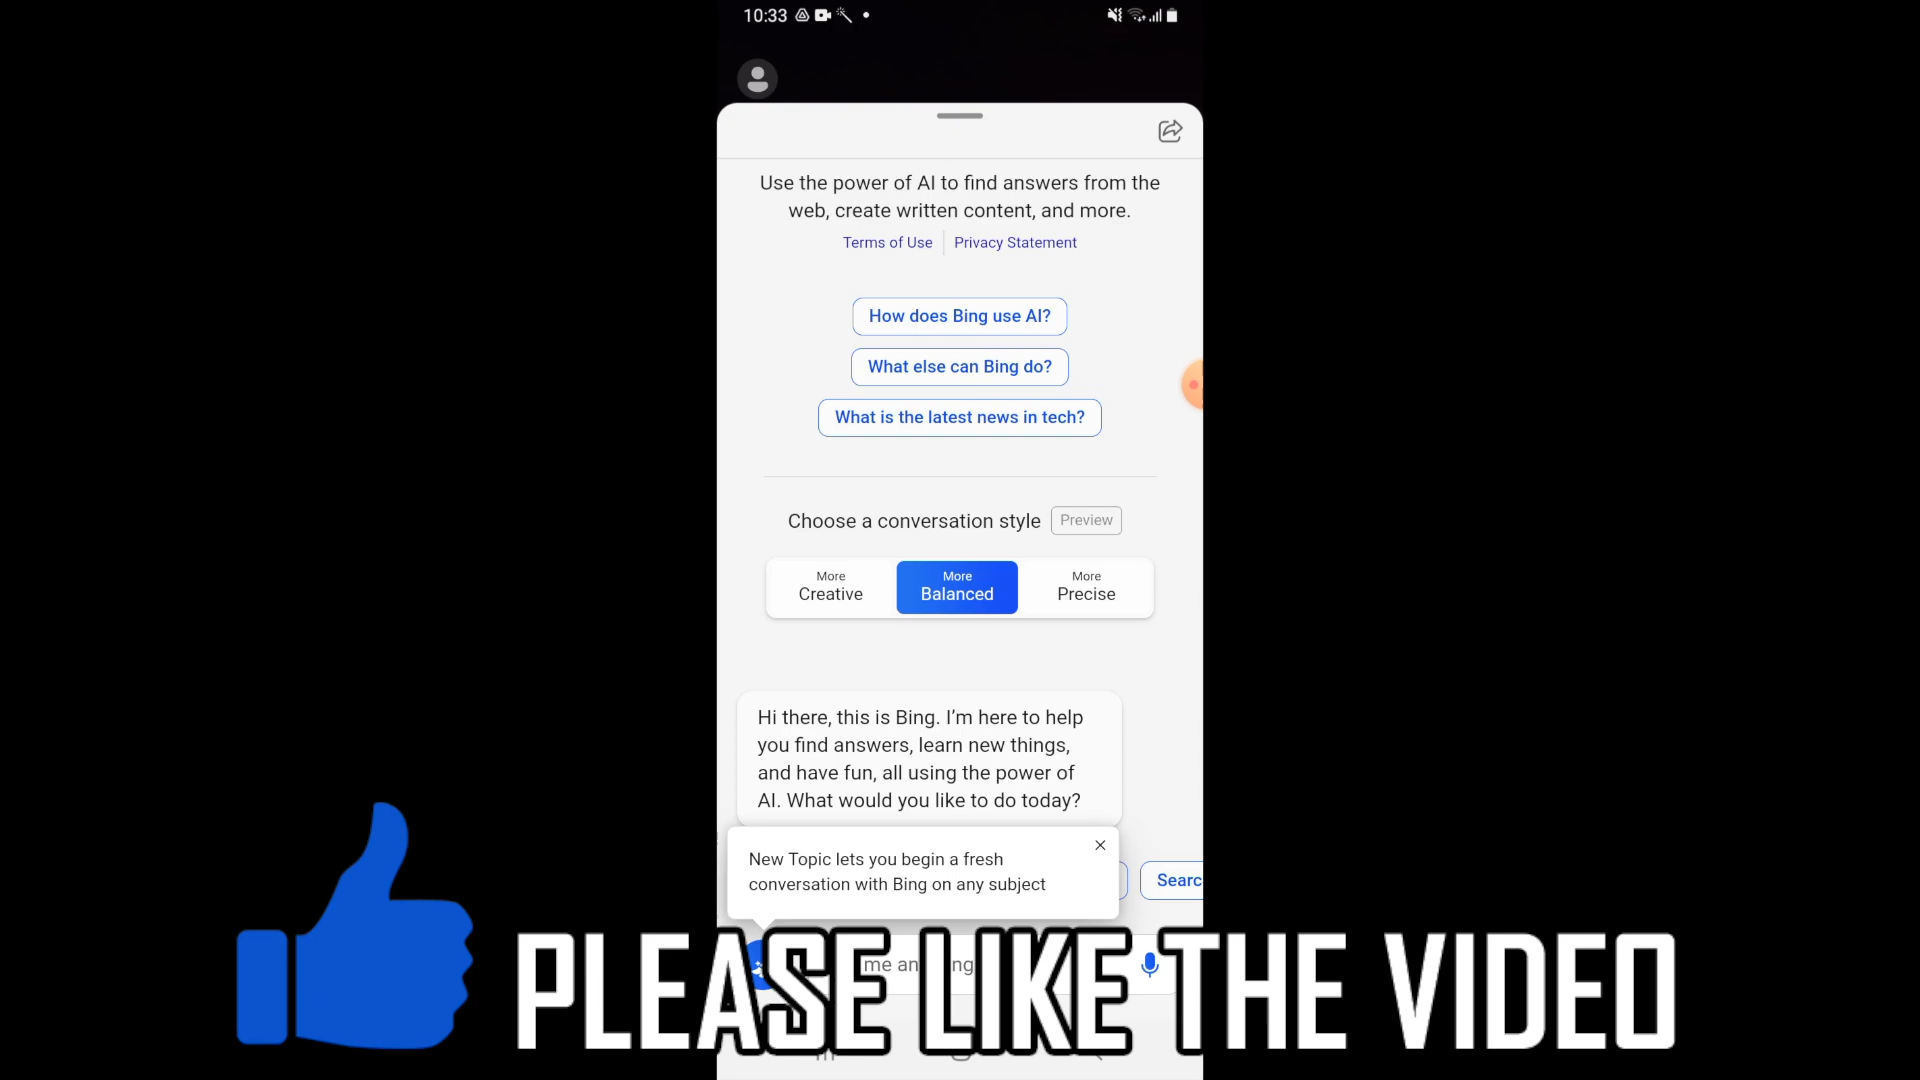 10:33
Use the power of AI to find answers from the
web, create written content, and more.
Terms of Use
Privacy Statement
How does Bing use AI?
What else can Bing do?
What is the latest news in tech?
Choose a conversation style
Preview
More
Creative
More
Balanced
More
Precise
Hi there, this is Bing. I'm here to help
you find answers, learn new things,
and have fun, all using the power of
AI. What would you like to do today?
New Topic lets you begin a fresh
conversation with Bing on any subject
Searc
me an
ng
PLEASE LIKE THE VIDEO